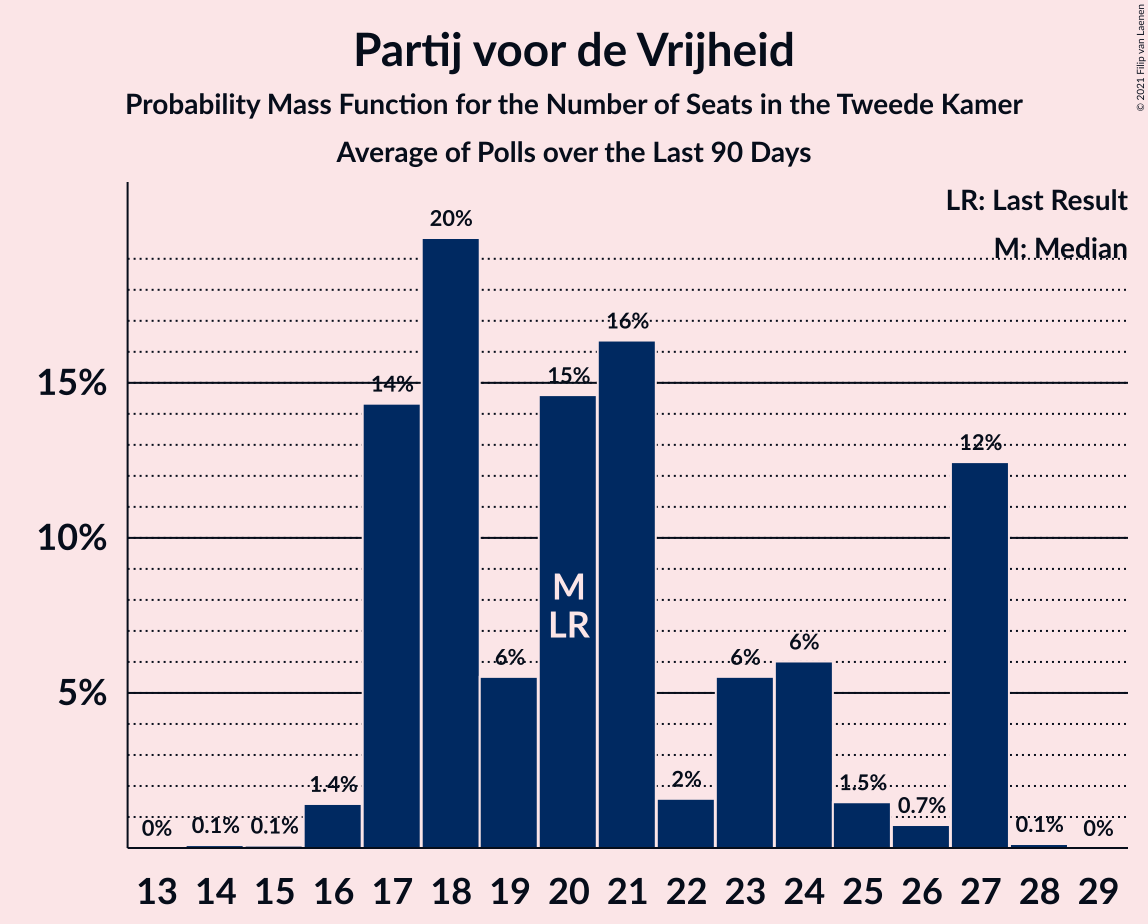 Partij voor de Vrijheid
Probability Mass Function for the Number of Seats in the Tweede Kamer
Average of Polls over the Last 90 Days
© 2021 Filip van Laenen
LR: Last Result
M: Median
15%
10%
5%
0%
0.1%
0.1%
1.4%
14%
20%
6%
15%
16%
2%
6%
6%
1.5%
0.7%
12%
0.1%
0%
M
LR
13 14 15 16 17 18 19 20 21 22 23 24 25 26 27 28 29